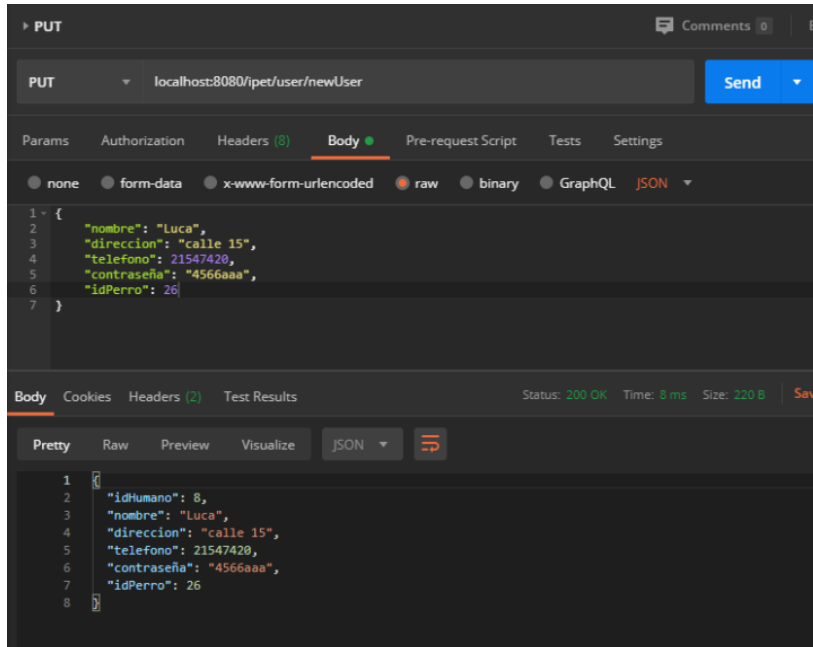 PUT Comments 0
PUT localhost:8080/ipet/user/newUser Send
Params Authorization Headers (8) Body Pre-request Script Tests Settings
none form-data x-www-form-urlencoded raw binary GraphQL JSON
1 {
2 "nombre": "Luca",
3 "direccion": "calle 15",
4 "telefono": 21547420,
5 "contraseña": "4566aaa",
6 "idPerro": 26
7 }
Body Cookies Headers (2) Test Results Status: 200 OK Time: 8 ms Size: 220 B Sav
Pretty Raw Preview Visualize JSON
1 {
2 "idHumano": 8,
3 "nombre": "Luca",
4 "direccion": "calle 15",
5 "telefono": 21547420,
6 "contraseña": "4566aaa",
7 "idPerro": 26
8 }